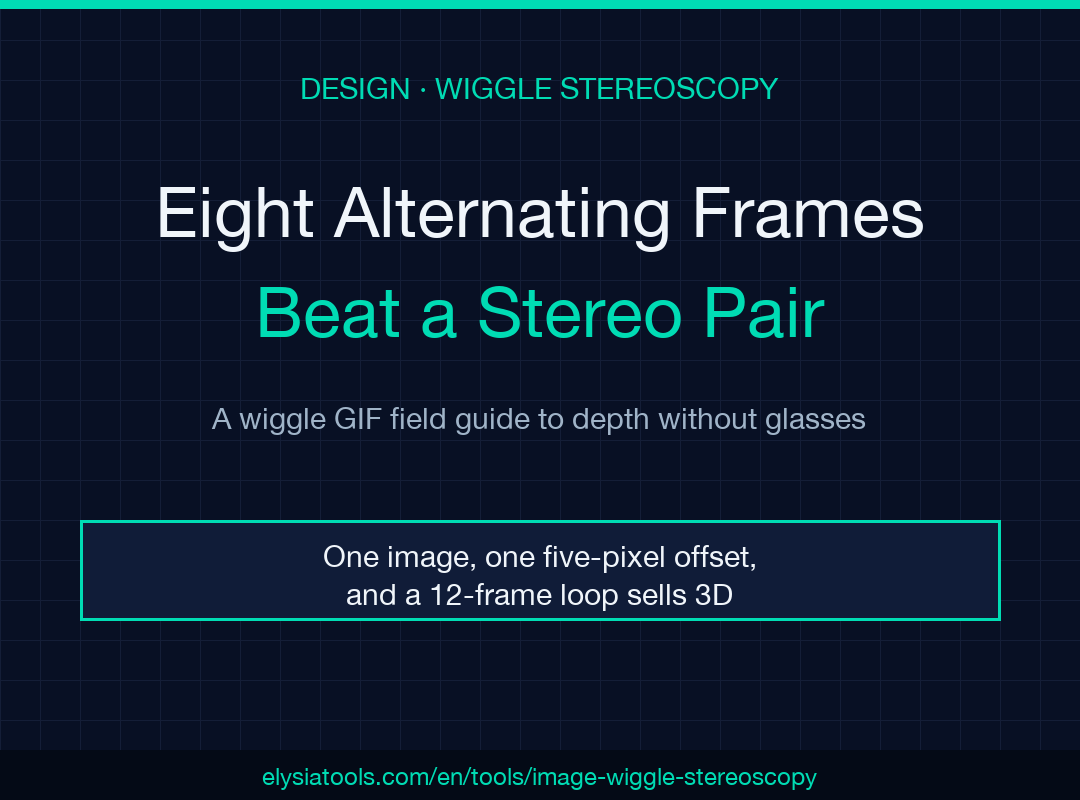 DESIGN · WIGGLE STEREOSCOPY
Eight Alternating Frames
Beat a Stereo Pair
A wiggle GIF field guide to depth without glasses
One image, one five-pixel offset,
and a 12-frame loop sells 3D
elysiatools.com/en/tools/image-wiggle-stereoscopy